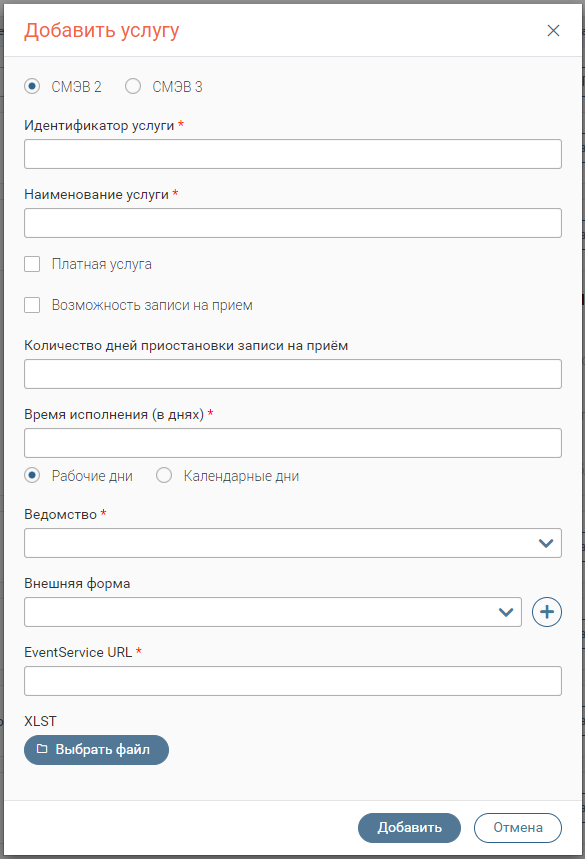 Добавить услугу
СМЭВ 2 СМЭВ 3
Идентификатор услуги *
Наименование услуги *
Платная услуга
Возможность записи на прием
Количество дней приостановки записи на приём
Время исполнения (в днях) *
Рабочие дни Календарные дни
Ведомство *
Внешняя форма
EventService URL *
XLST
Выбрать файл
Добавить Отмена